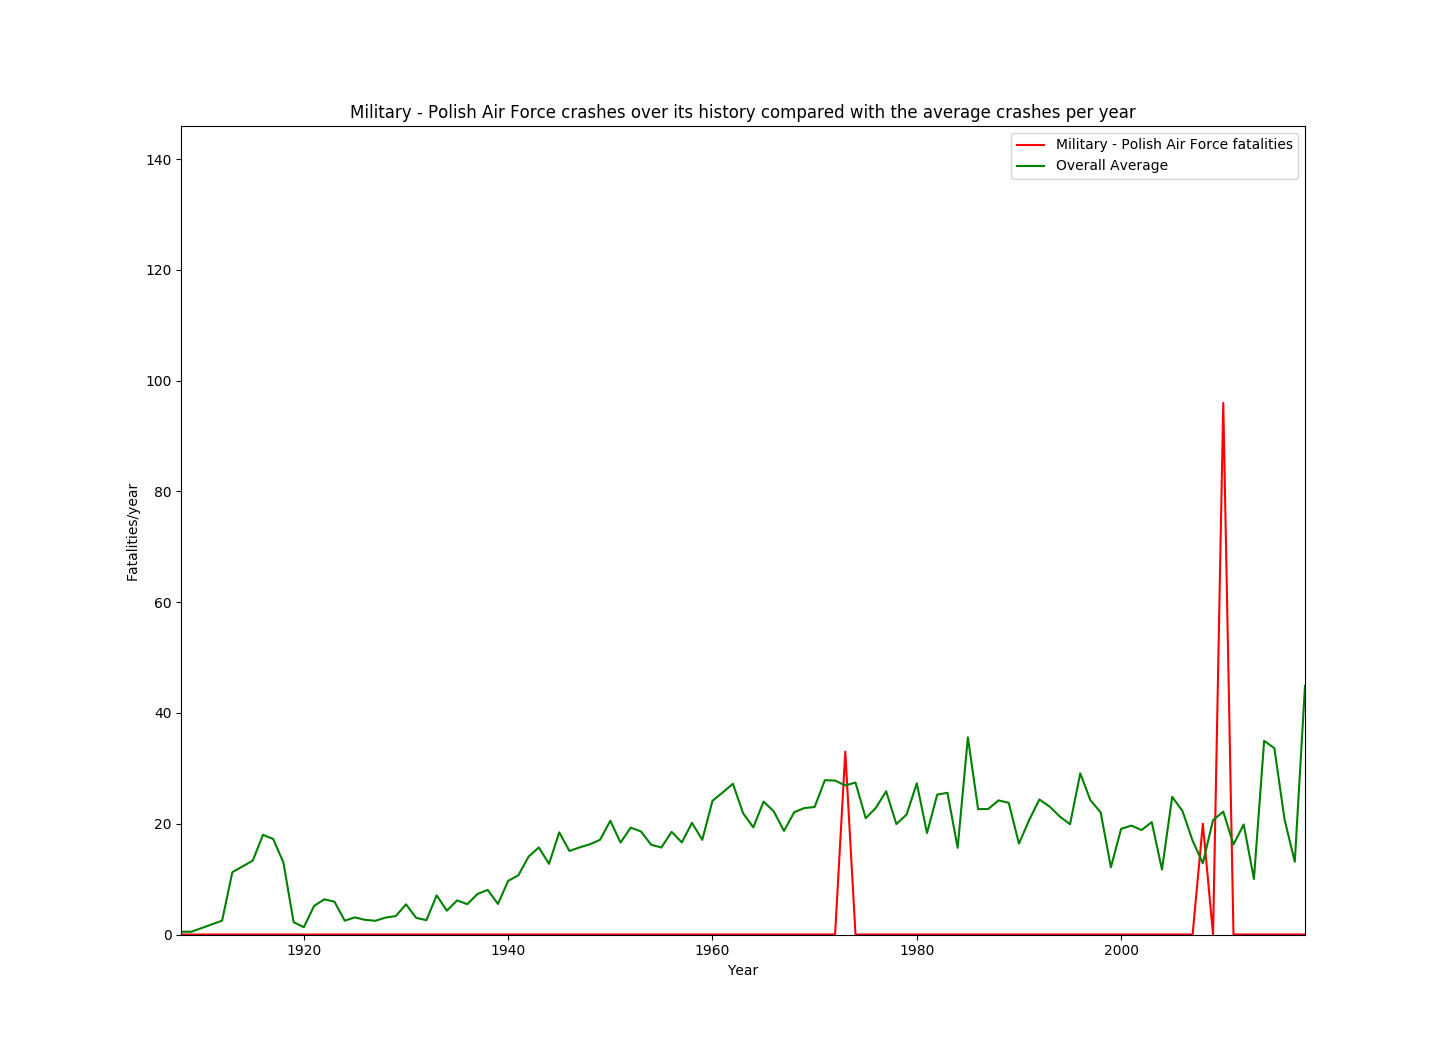 Military - Polish Air Force crashes over its history compared with the average crashes per year
Military - Polish Air Force fatalities
Overall Average
140
120
100
80
60
40
20
0
Fatalities/year
1920 1940 1960 1980 2000
Year